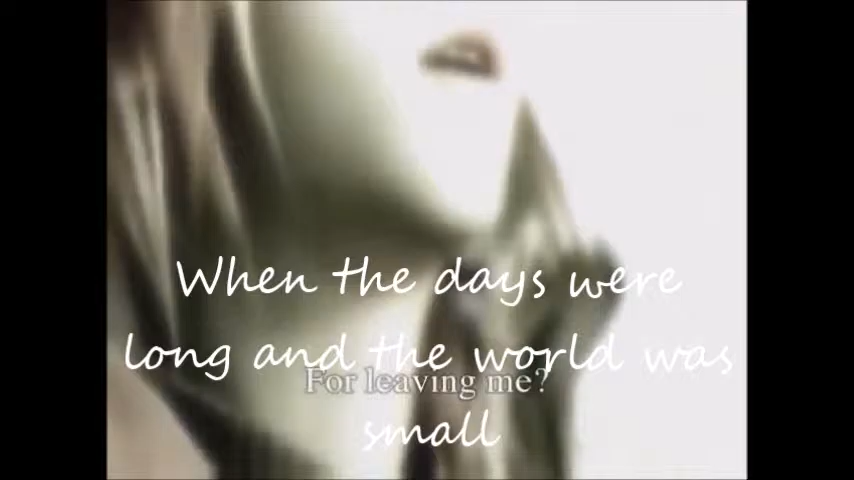 When the days were
long and the world was
For leaving me?
small